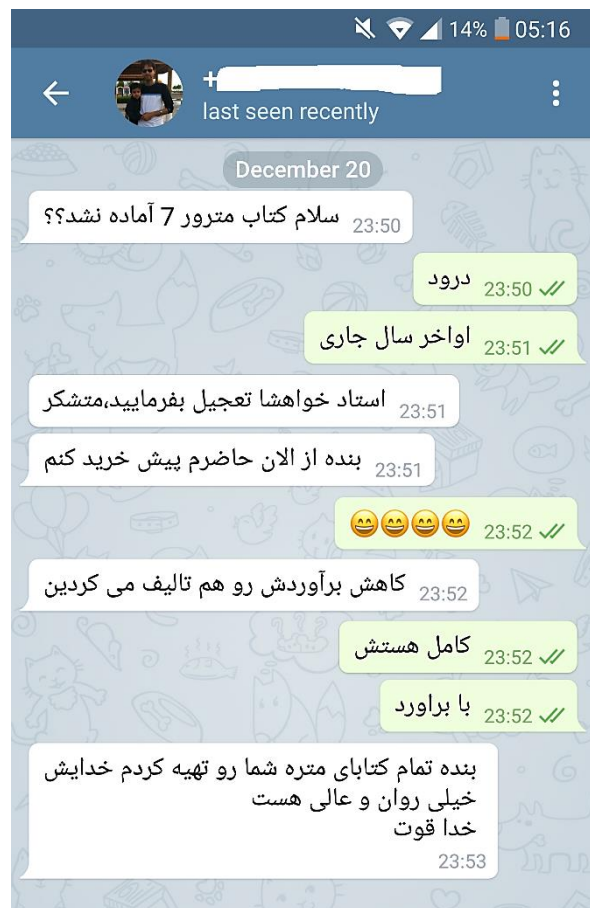 14% 05:16
+
last seen recently
December 20
سلام کتاب مترور 7 آماده نشد؟؟ 23:50
درود 23:50
اواخر سال جاری 23:51
استاد خواهشا تعجیل بفرمایید،متشکر 23:51
بنده از الان حاضرم پیش خرید کنم 23:51
😄😄😄😄 23:52
کاهش برآوردش رو هم تالیف می کردین 23:52
کامل هستش 23:52
با براورد 23:52
بنده تمام کتابای متره شما رو تهیه کردم خدایش
خیلی روان و عالی هست
خدا قوت
23:53